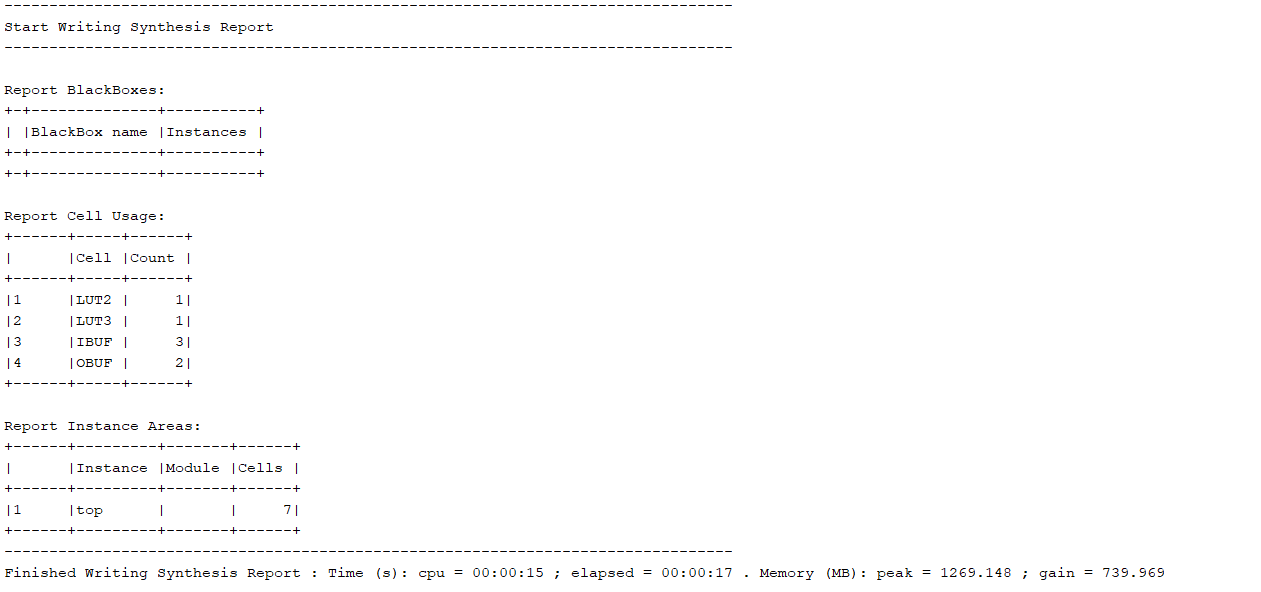 ---------------------------------------------------------------------------------
Start Writing Synthesis Report
---------------------------------------------------------------------------------

Report BlackBoxes:
+-+--------------+----------+
| |BlackBox name |Instances |
+-+--------------+----------+
+-+--------------+----------+

Report Cell Usage:
+------+-----+------+
|      |Cell |Count |
+------+-----+------+
|1     |LUT2 |     1|
|2     |LUT3 |     1|
|3     |IBUF |     3|
|4     |OBUF |     2|
+------+-----+------+

Report Instance Areas:
+------+---------+-------+------+
|      |Instance |Module |Cells |
+------+---------+-------+------+
|1     |top      |       |     7|
+------+---------+-------+------+
---------------------------------------------------------------------------------
Finished Writing Synthesis Report : Time (s): cpu = 00:00:15 ; elapsed = 00:00:17 . Memory (MB): peak = 1269.148 ; gain = 739.969